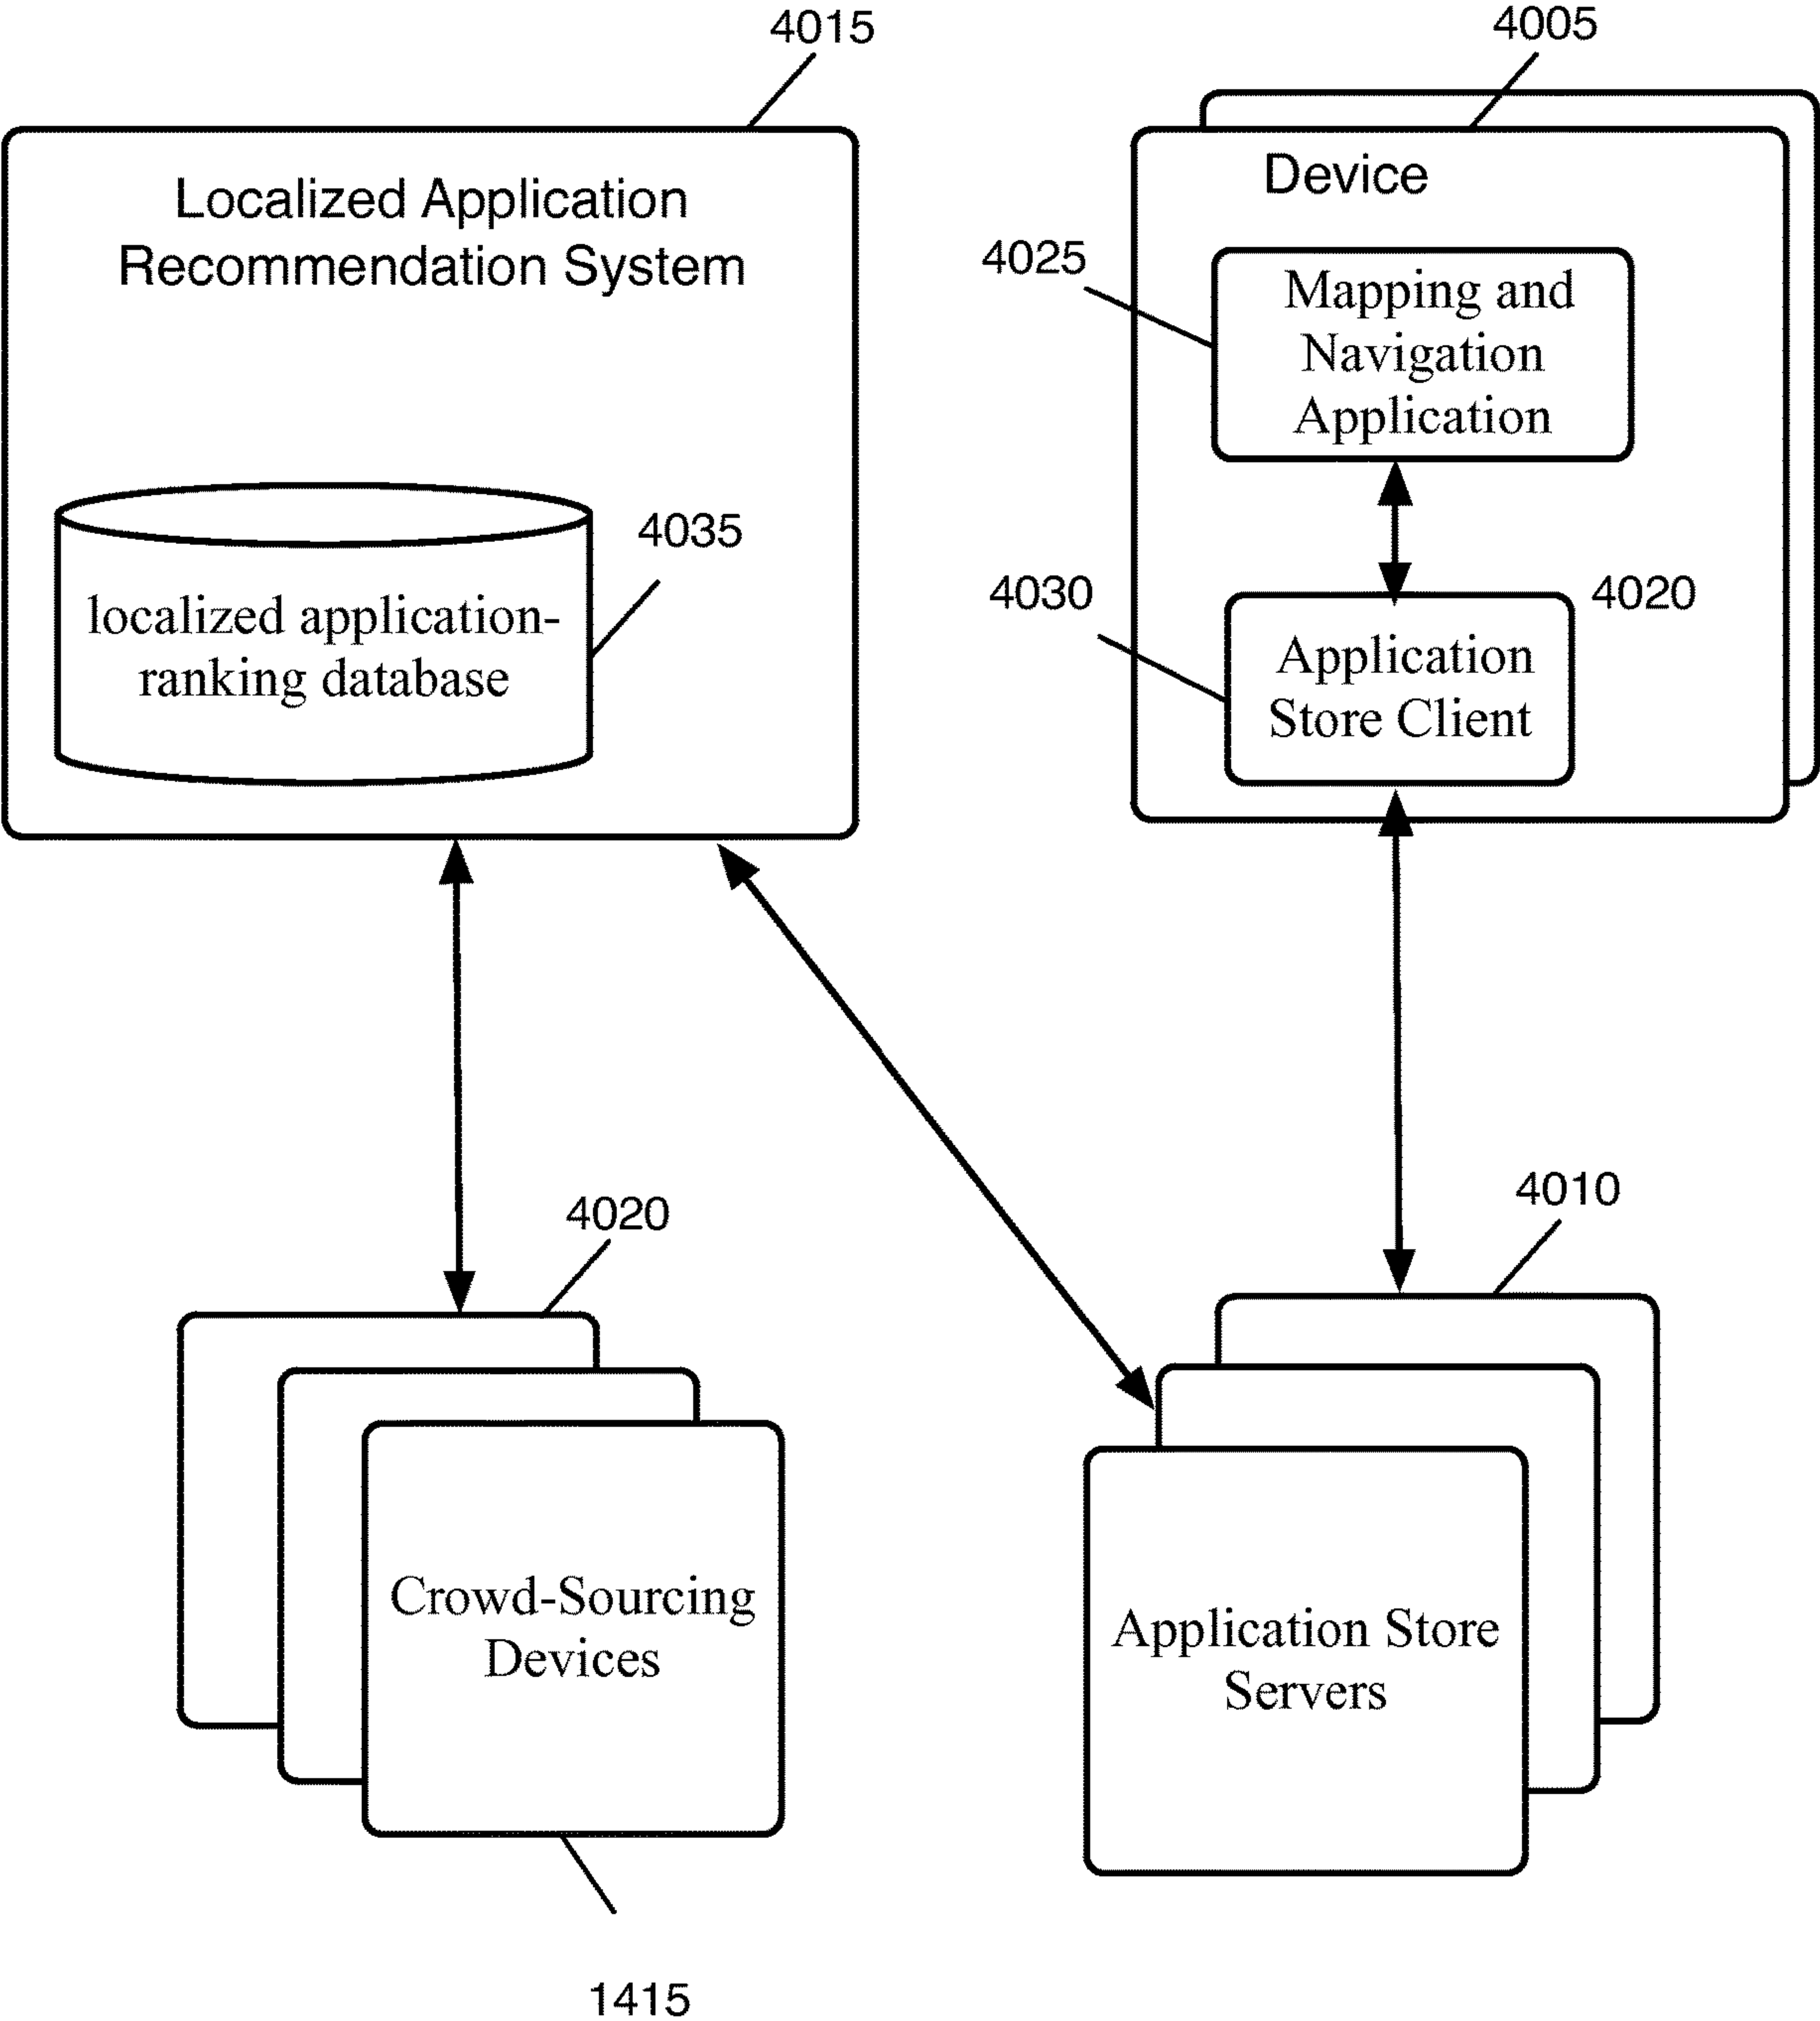 4015
4005
Localized Application
Recommendation System
Device
4025
Mapping and
Navigation
Application
4035
localized application-
ranking database
4030
4020
Application
Store Client
4020
4010
Crowd-Sourcing
Devices
Application Store
Servers
1415